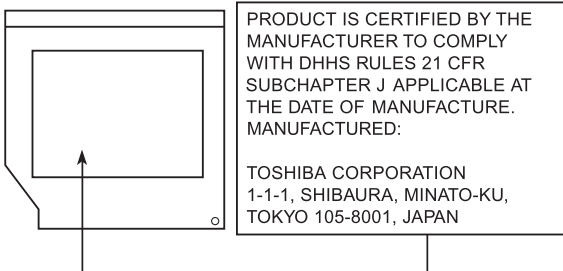 PRODUCT IS CERTIFIED BY THE
MANUFACTURER TO COMPLY
WITH DHHS RULES 21 CFR
SUBCHAPTER J APPLICABLE AT
THE DATE OF MANUFACTURE.
MANUFACTURED:
TOSHIBA CORPORATION
1-1-1, SHIBAURA, MINATO-KU,
TOKYO 105-8001, JAPAN